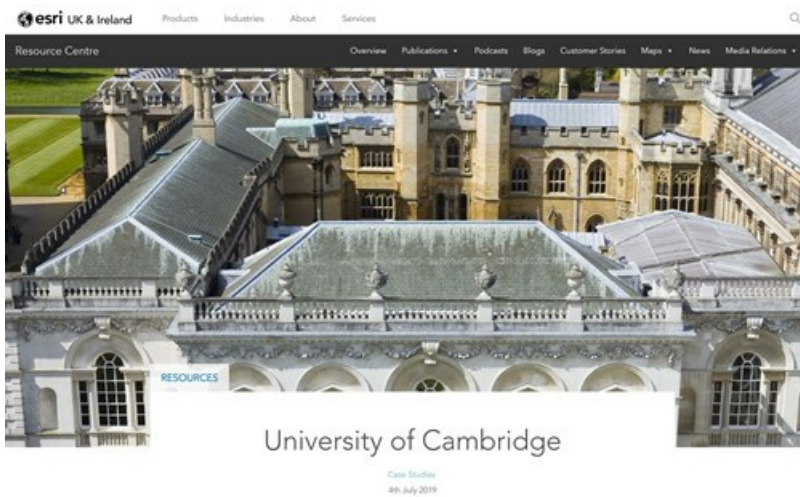 esri UK & Ireland Products Industries About Services
Resource Centre Overview Publications Podcasts Blogs Customer Stories Maps News Media Relations
RESOURCES
University of Cambridge
Case Studies
4th July 2019